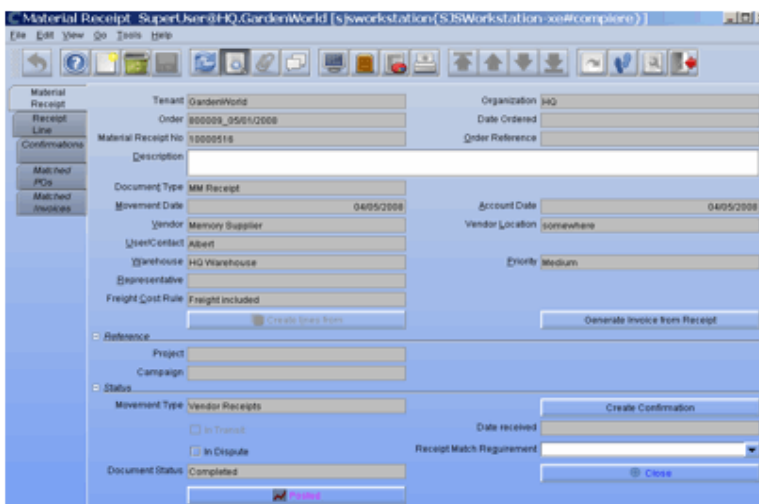 Material Receipt SuperUser@HQ.GardenWorld [sjsworkstation{SJSWorkstation-xe#compiere}]
File Edit View Go Tools Help
Material Receipt
Tenant GardenWorld Organization HQ
Receipt Line
Order 800009_05/01/2008 Date Ordered
Confirmations
Material Receipt No 10000516 Order Reference
Description
Matched POs
Matched Invoices
Document Type MM Receipt
Movement Date 04/05/2008 Account Date 04/05/2008
Vendor Memory Supplier Vendor Location somewhere
User/Contact Albert
Warehouse HQ Warehouse Priority Medium
Representative
Freight Cost Rule Freight included
Create lines from Generate Invoice from Receipt
Reference
Project
Campaign
Status
Movement Type Vendor Receipts Create Confirmation
In Transit Date received
In Dispute Receipt Match Requirement
Document Status Completed Close
Posted